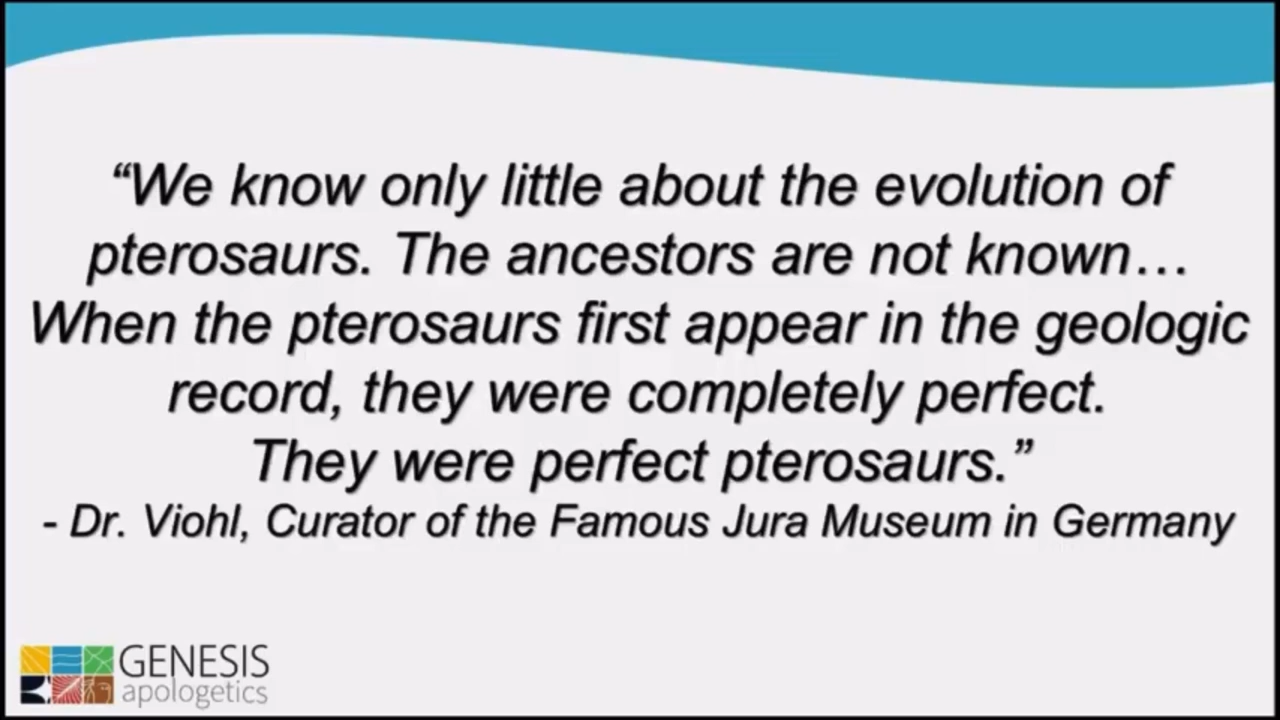 “We know only little about the evolution of
pterosaurs. The ancestors are not known…
When the pterosaurs first appear in the geologic
record, they were completely perfect.
They were perfect pterosaurs.”
- Dr. Viohl, Curator of the Famous Jura Museum in Germany
GENESIS
apologetics